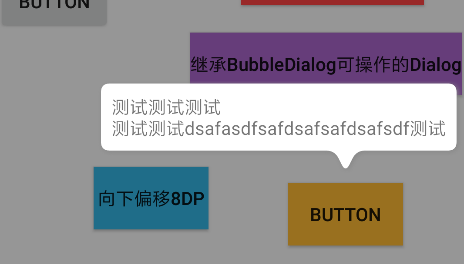 BUTTON
继承BubbleDialog可操作的Dialog
测试测试测试
测试测试dsafasdfsafdsafsafdsafsdf测试
向下偏移8DP
BUTTON